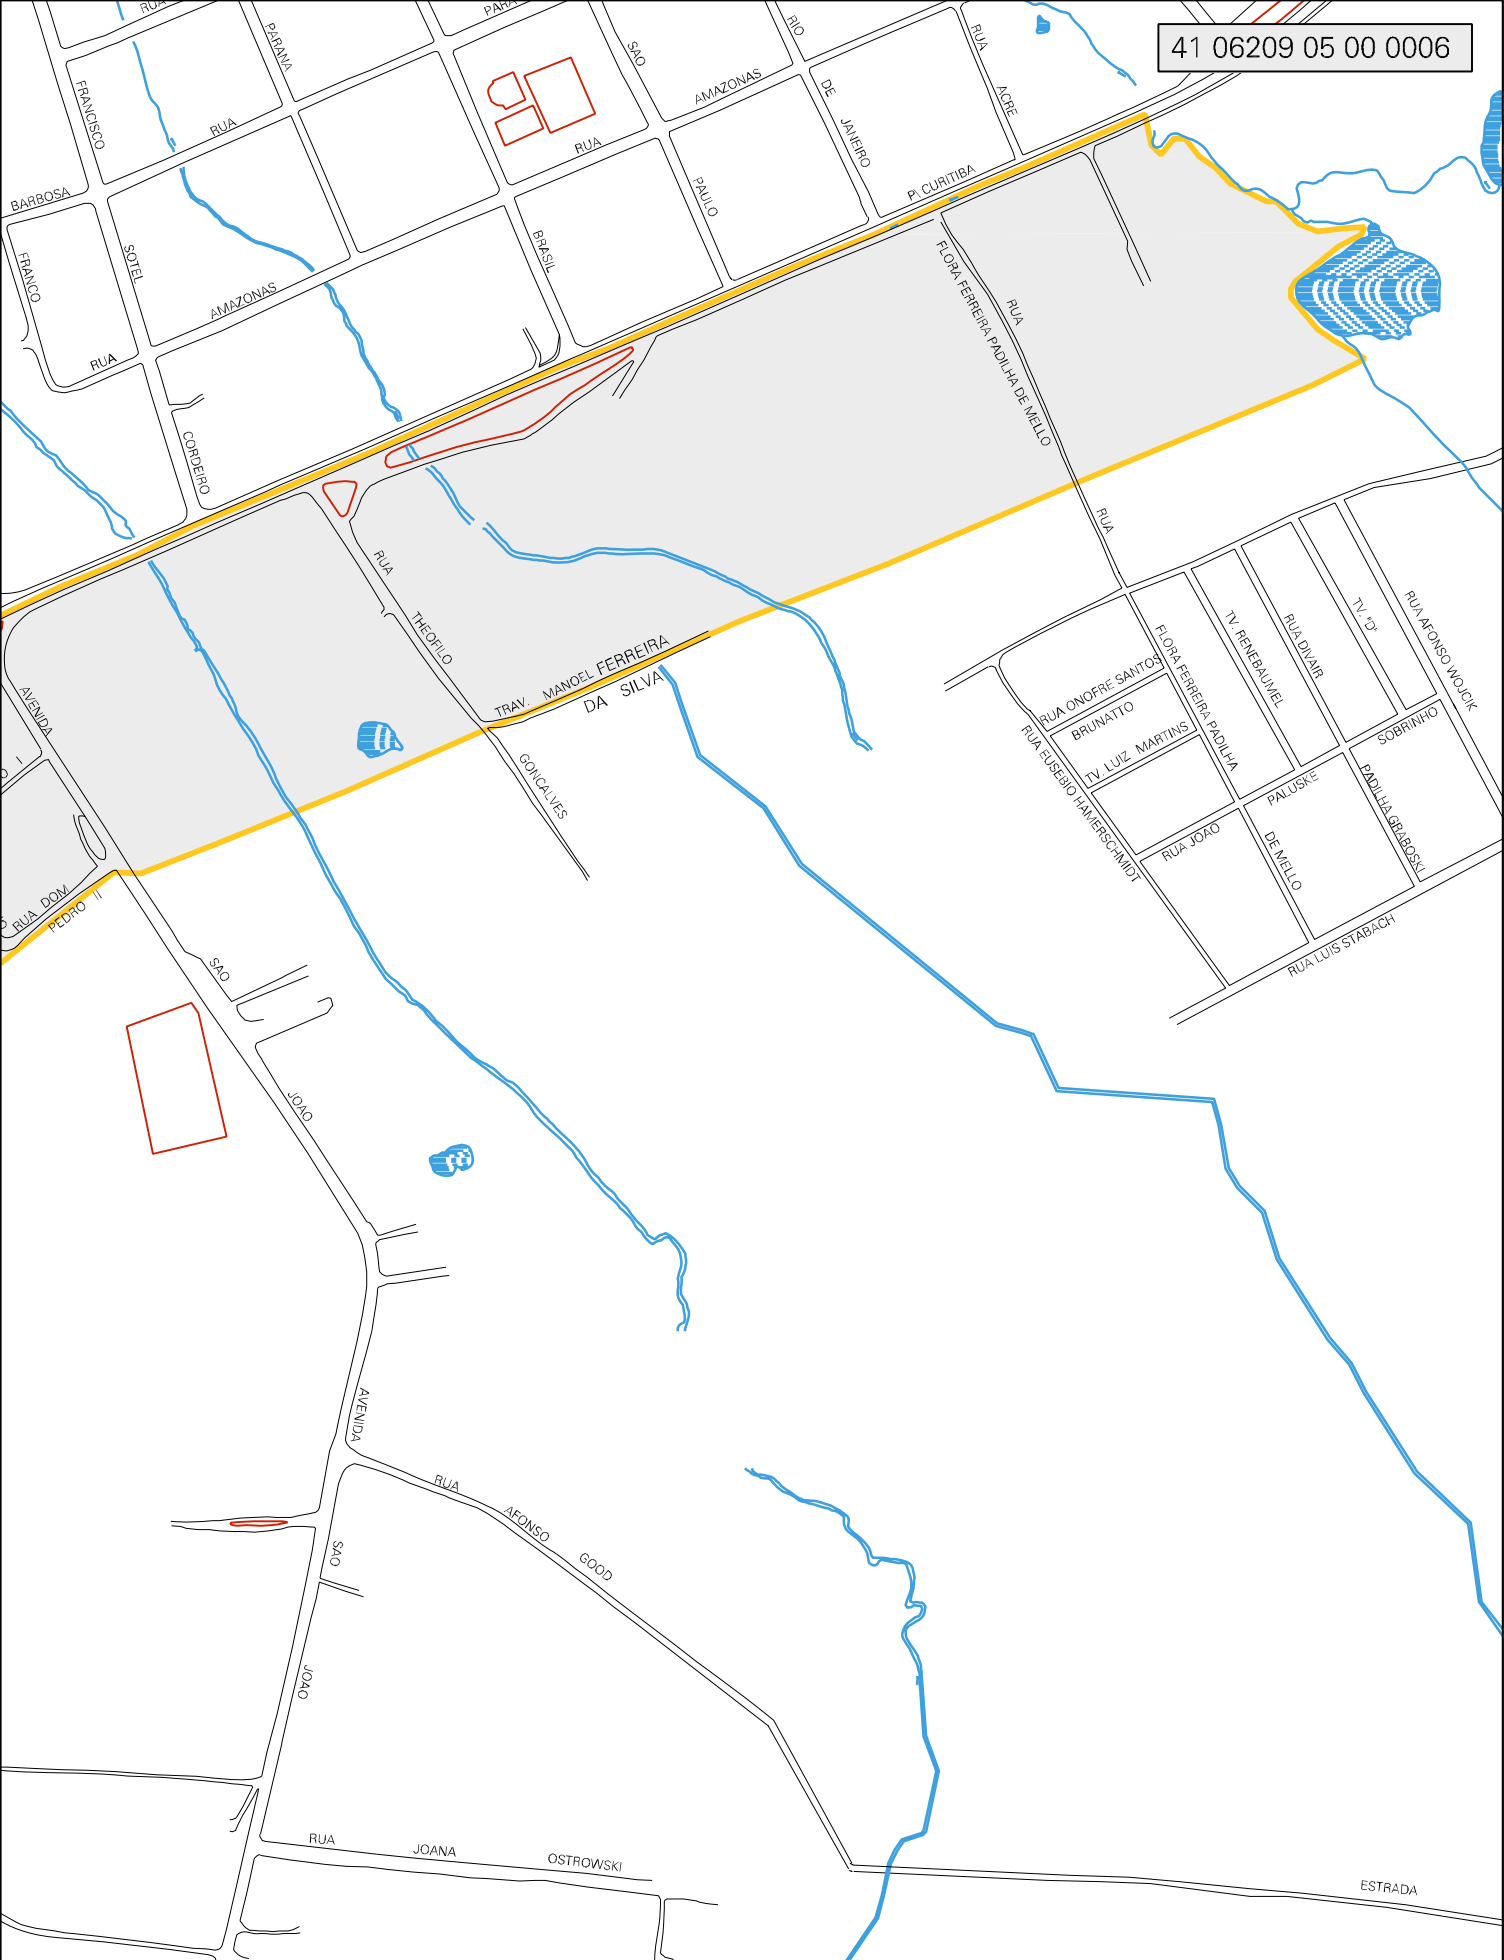 RUA
PARA
41 06209 05 00 0006
PARANA
SAO
RIO
RUA
FRANCISCO
AMAZONAS
DE
ACRE
RUA
RUA
JANEIRO
BARBOSA
PAULO
P\ CURITIBA
FRANCO
SOTEL
BRASIL
AMAZONAS
FLORA FERREIRA PADILHA DE MELLO
RUA
RUA
CORDEIRO
RUA
RUA
THEOFILO
TRAV. MANOEL FERREIRA
DA SILVA
AVENIDA
O I
GONCALVES
RUA ONOFRE SANTOS
BRUNATTO
TV. LUIZ MARTINS
RUA EUSEBIO HAMERSCHMIDT
FLORA FERREIRA PADILHA
DE MELLO
TV. RENEBAUMEL
RUA DIVAIR
TV. "D"
RUA AFONSO WOJCIK
SOBRINHO
PALUSKE
RUA JOAO
PADILHA GRABOSKI
RUA LUIS STABACH
RUA DOM
PEDRO II
SAO
JOAO
AVENIDA
RUA
AFONSO
GOOD
SAO
JOAO
RUA
JOANA
OSTROWSKI
ESTRADA